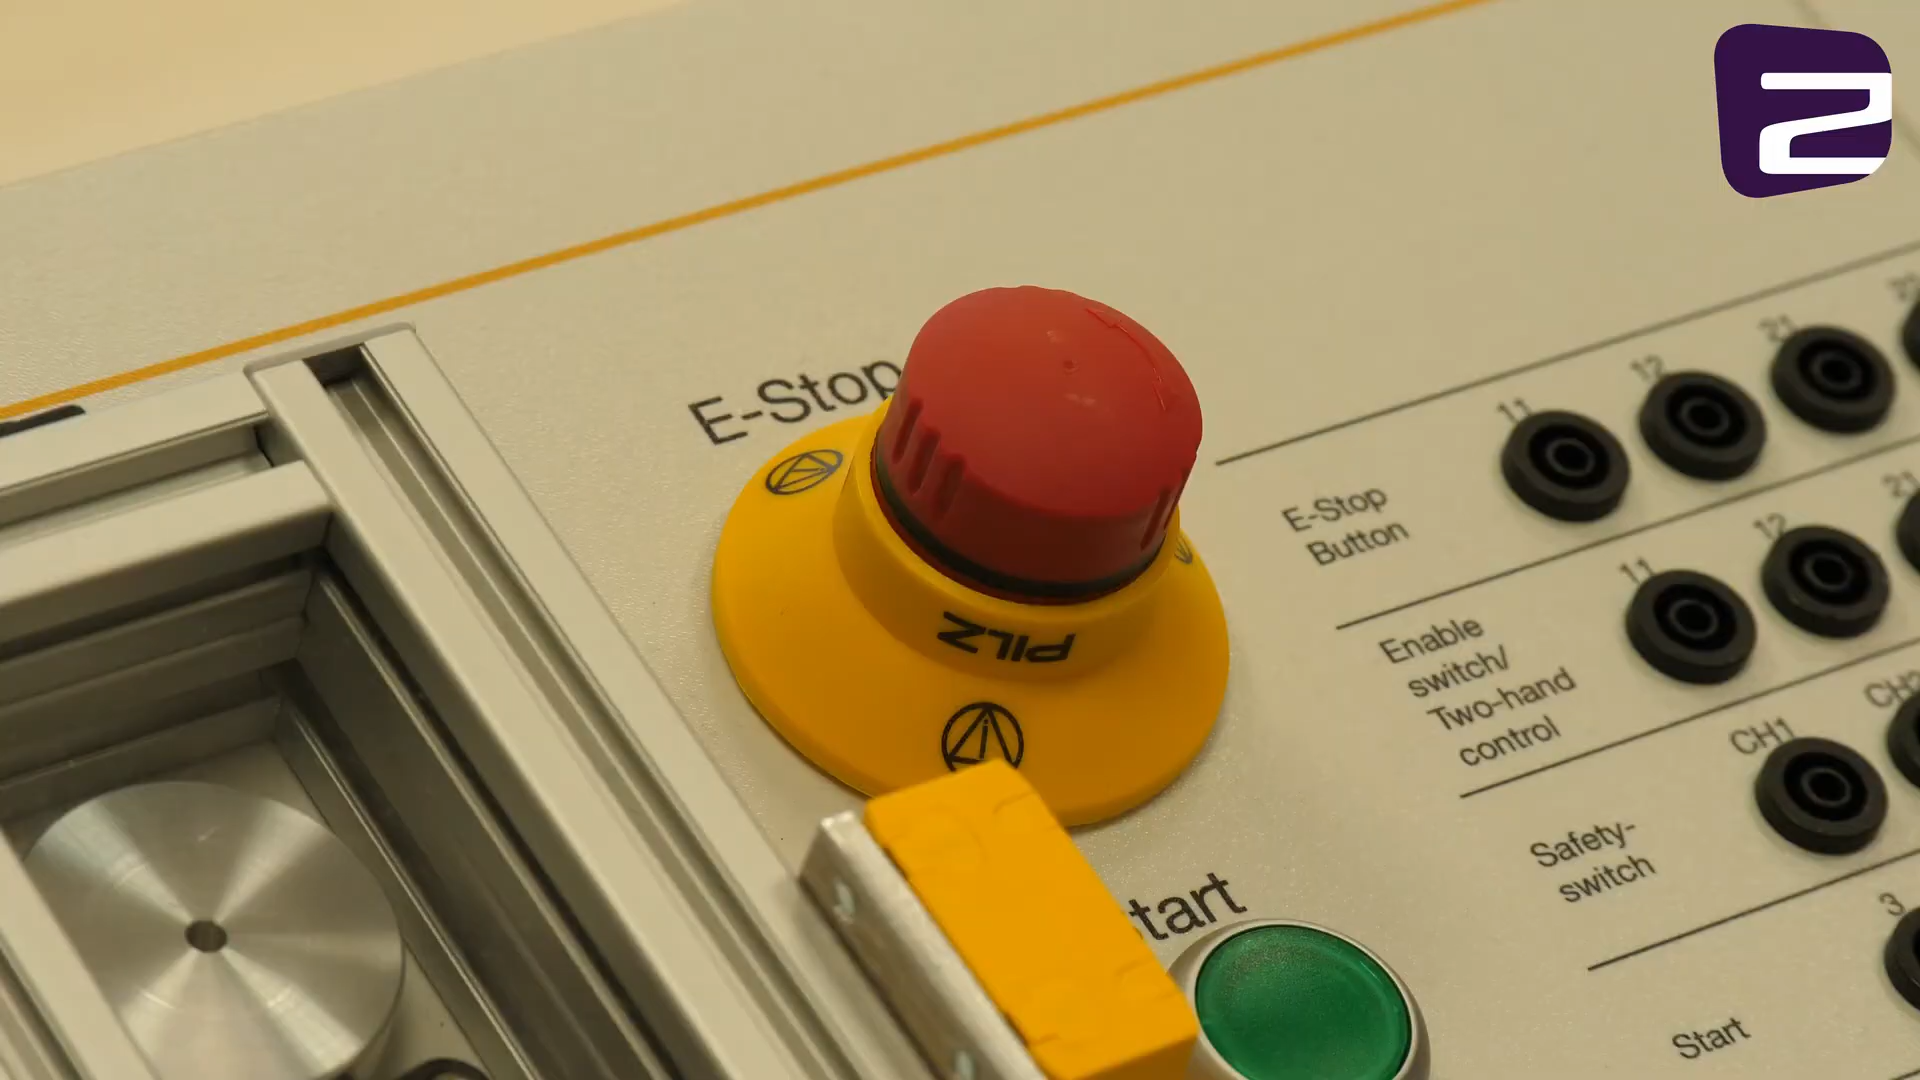 E-Stop
PILZ
11
12
21
E-Stop
Button
11
12
21
Enable
switch/
Two-hand
control
CH1
Safety-
switch
tart
3
Start